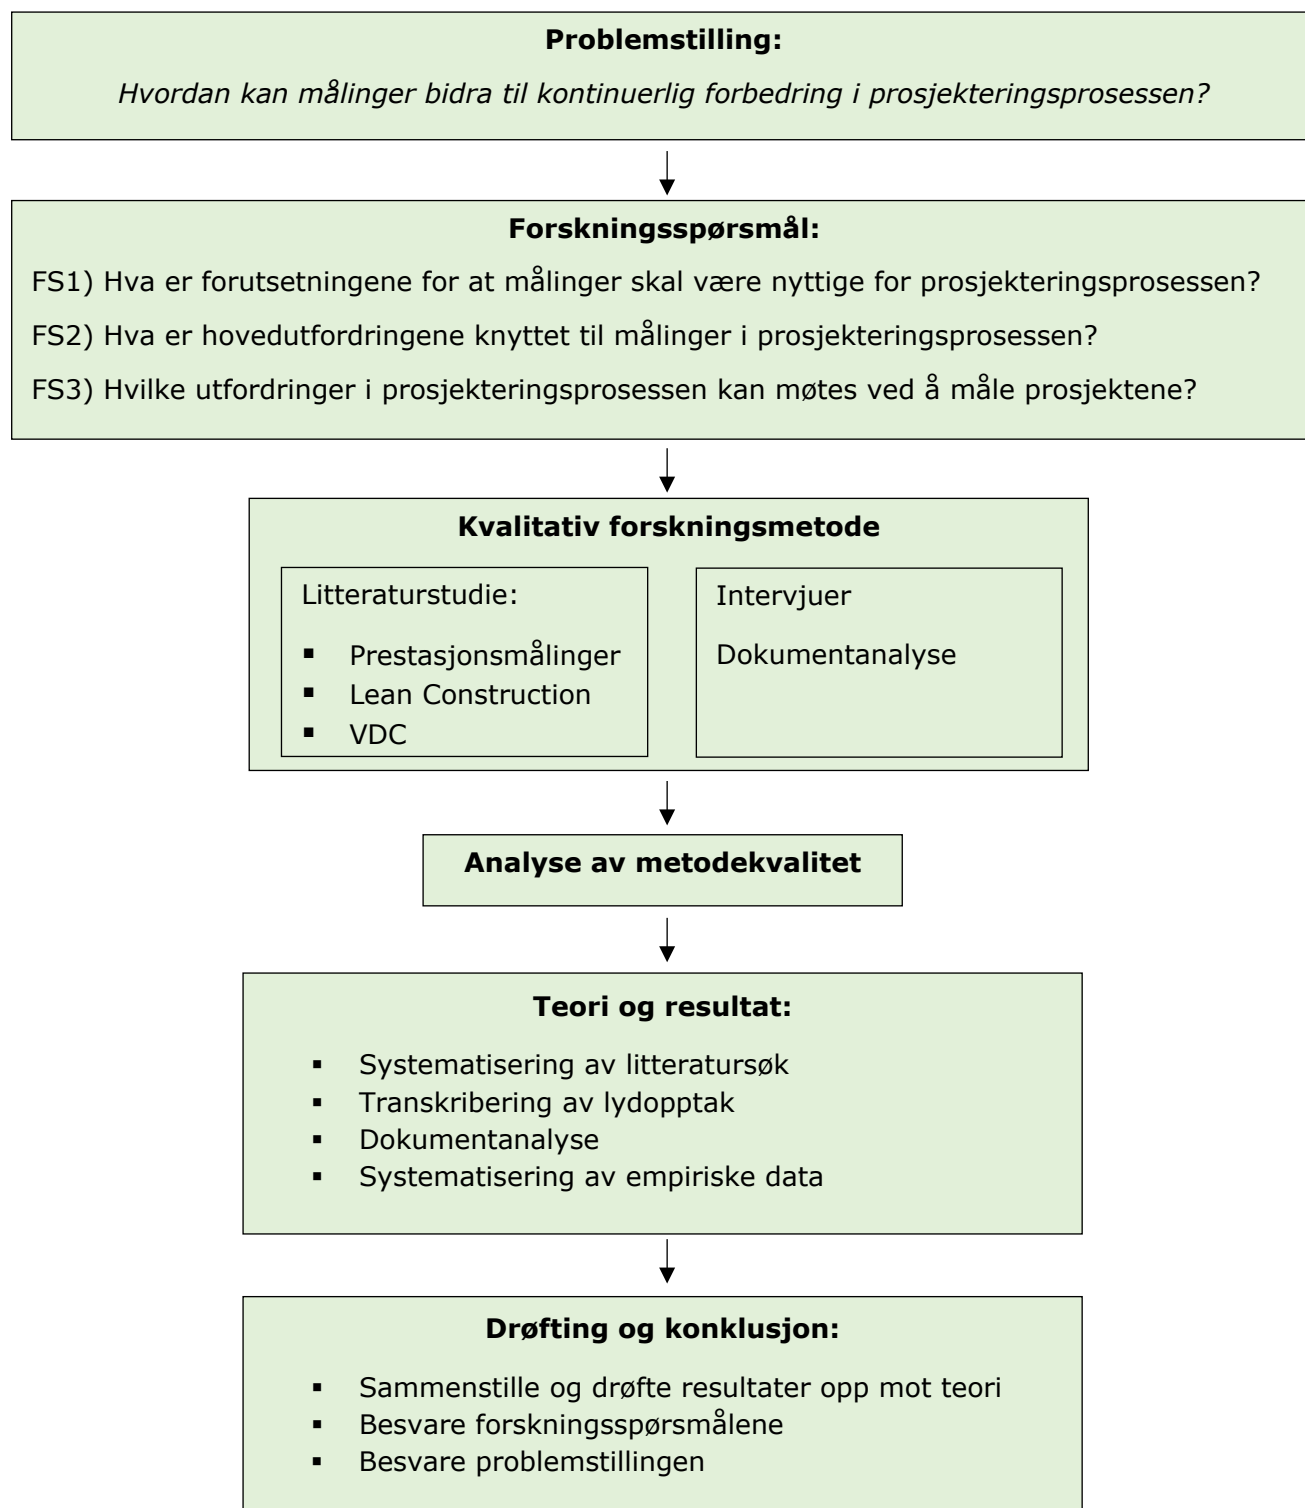 Problemstilling:
Hvordan kan målinger bidra til kontinuerlig forbedring i prosjekteringsprosessen?
Forskningsspørsmål:
FS1) Hva er forutsetningene for at målinger skal være nyttige for prosjekteringsprosessen?
FS2) Hva er hovedutfordringene knyttet til målinger i prosjekteringsprosessen?
FS3) Hvilke utfordringer i prosjekteringsprosessen kan møtes ved å måle prosjektene?
Kvalitativ forskningsmetode
Litteraturstudie:
▪ Prestasjonsmålinger
▪ Lean Construction
▪ VDC
Intervjuer
Dokumentanalyse
Analyse av metodekvalitet
Teori og resultat:
▪ Systematisering av litteratursøk
▪ Transkribering av lydopptak
▪ Dokumentanalyse
▪ Systematisering av empiriske data
Drøfting og konklusjon:
▪ Sammenstille og drøfte resultater opp mot teori
▪ Besvare forskningsspørsmålene
▪ Besvare problemstillingen